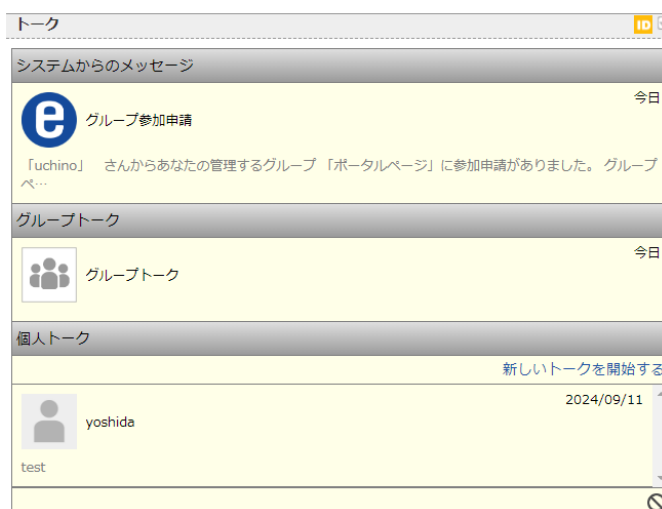 トーク
ID
システムからのメッセージ
今日
e
グループ参加申請
「uchino」　さんからあなたの管理するグループ 「ポータルページ」に参加申請がありました。 グループ
ペ…
グループトーク
今日
グループトーク
個人トーク
新しいトークを開始する
2024/09/11
yoshida
test